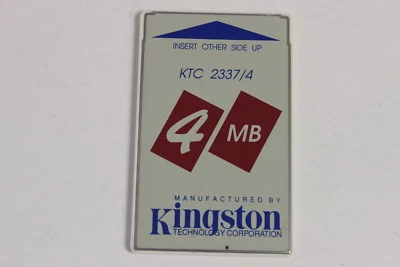 INSERT OTHER SIDE UP
KTC 2337/4
4 MB
MANUFACTURED BY
Kingston
TECHNOLOGY CORPORATION